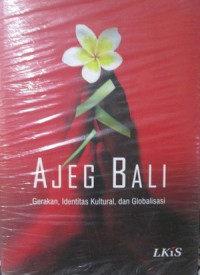 AJEG BALI
Gerakan, Identitas Kultural, dan Globalisasi
LKiS